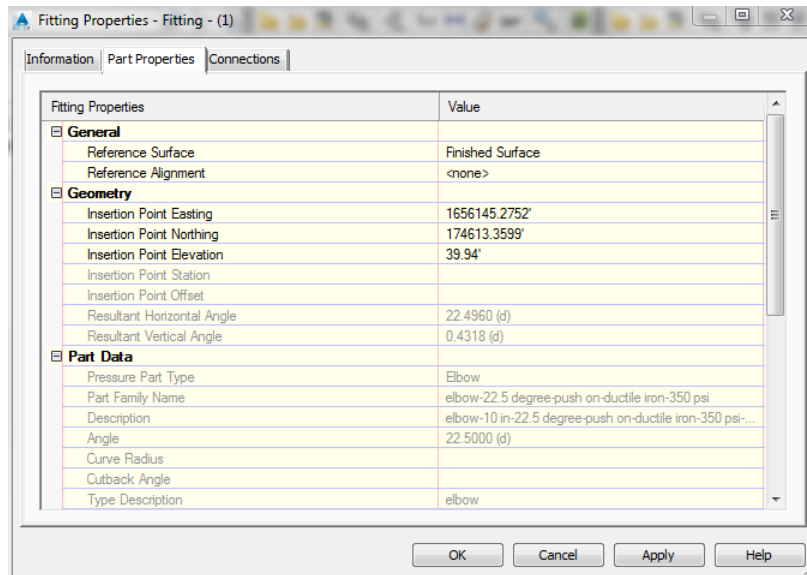 Fitting Properties - Fitting - (1)
Information Part Properties Connections
Fitting Properties Value
General
Reference Surface Finished Surface
Reference Alignment <none>
Geometry
Insertion Point Easting 1656145.2752'
Insertion Point Northing 174613.3599'
Insertion Point Elevation 39.94'
Insertion Point Station
Insertion Point Offset
Resultant Horizontal Angle 22.4960 (d)
Resultant Vertical Angle 0.4318 (d)
Part Data
Pressure Part Type Elbow
Part Family Name elbow-22.5 degree-push on-ductile iron-350 psi
Description elbow-10 in-22.5 degree-push on-ductile iron-350 psi-...
Angle 22.5000 (d)
Curve Radius
Cutback Angle
Type Description elbow
OK Cancel Apply Help